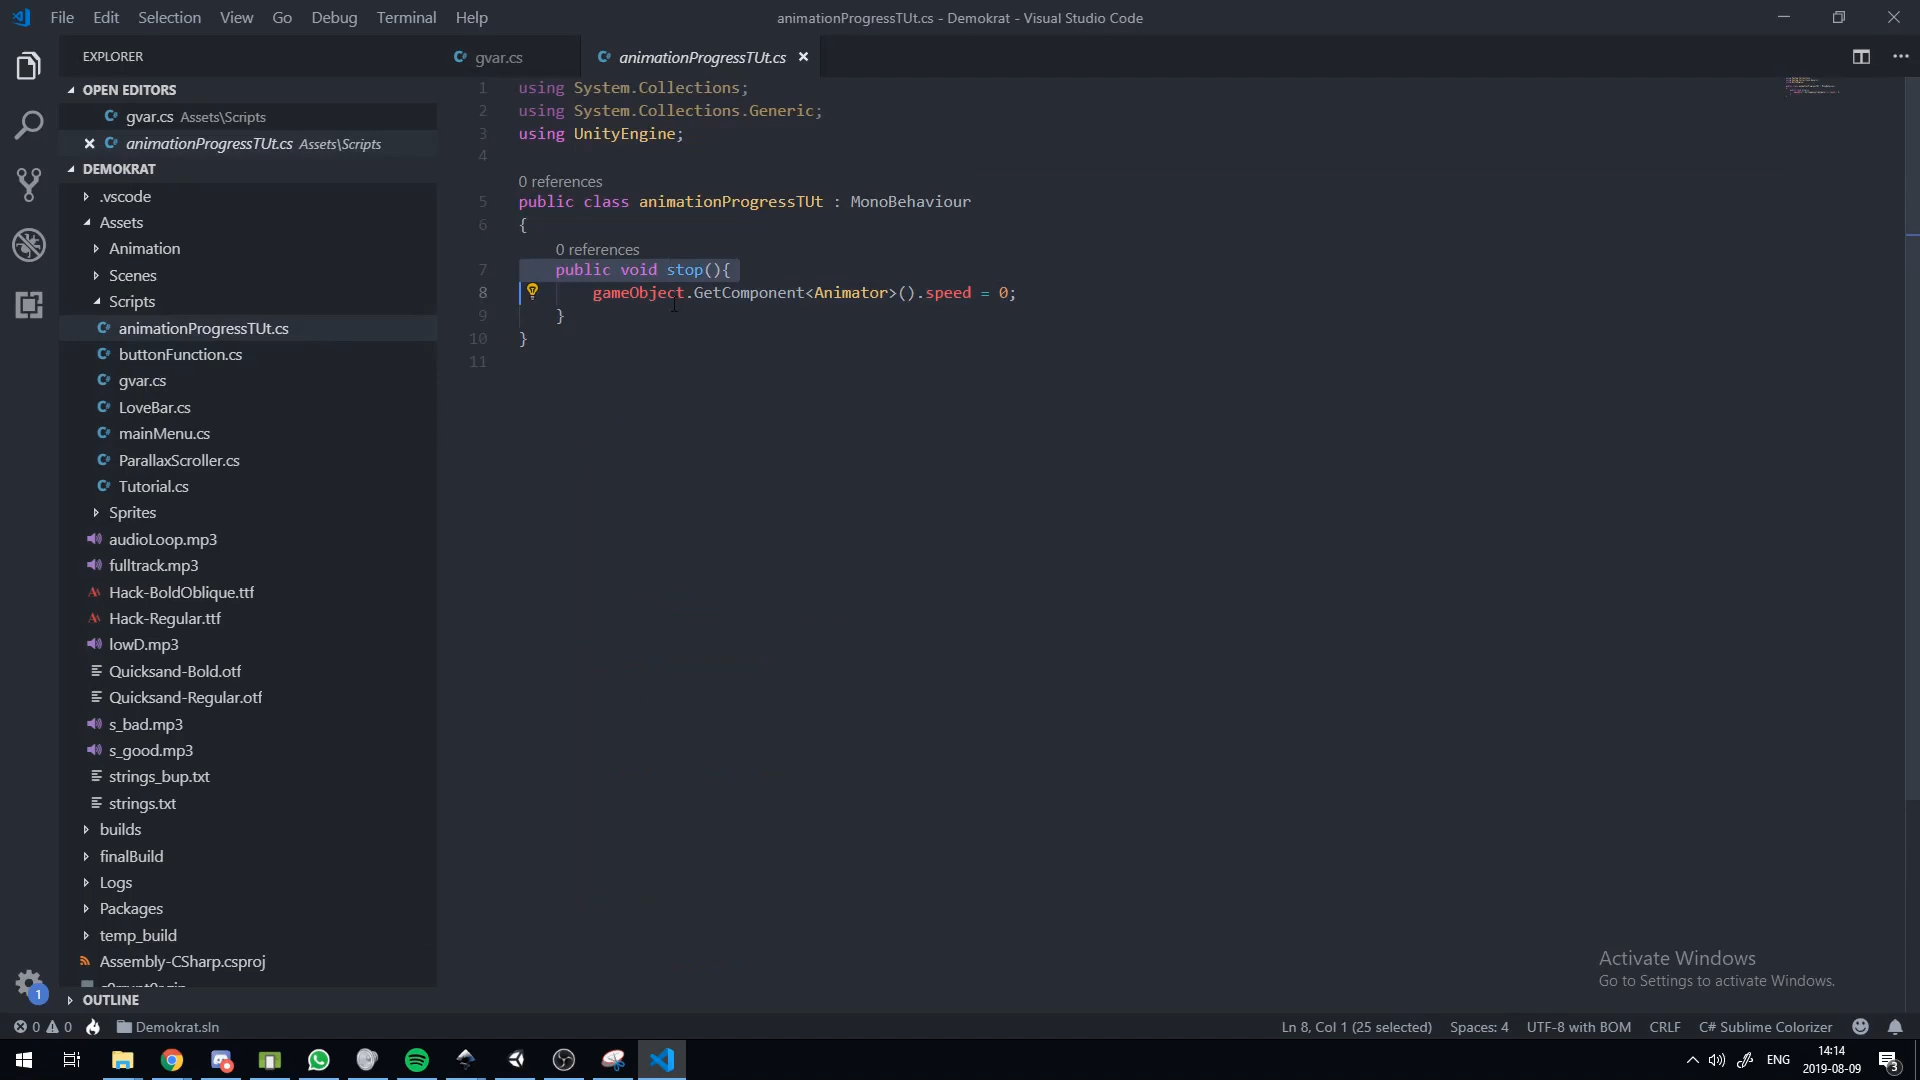 File Edit Selection View Go Debug Terminal Help
animationProgressTUt.cs - Demokrat - Visual Studio Code
EXPLORER
gvar.cs
animationProgressTUt.cs
OPEN EDITORS
gvar.cs Assets\Scripts
animationProgressTUt.cs Assets\Scripts
DEMOKRAT
.vscode
Assets
Animation
Scenes
Scripts
animationProgressTUt.cs
buttonFunction.cs
gvar.cs
LoveBar.cs
mainMenu.cs
ParallaxScroller.cs
Tutorial.cs
Sprites
audioLoop.mp3
fulltrack.mp3
Hack-BoldOblique.ttf
Hack-Regular.ttf
lowD.mp3
Quicksand-Bold.otf
Quicksand-Regular.otf
s_bad.mp3
s_good.mp3
strings_bup.txt
strings.txt
builds
finalBuild
Logs
Packages
temp_build
Assembly-CSharp.csproj
OUTLINE
1 using System.Collections;
2 using System.Collections.Generic;
3 using UnityEngine;
4
0 references
5 public class animationProgressTUt : MonoBehaviour
6 {
0 references
7 public void stop(){
8 gameObject.GetComponent<Animator>().speed = 0;
9 }
10 }
11
Activate Windows
Go to Settings to activate Windows.
1
0 0 Demokrat.sln
Ln 8, Col 1 (25 selected) Spaces: 4 UTF-8 with BOM CRLF C# Sublime Colorizer
ENG
14:14
2019-08-09
3